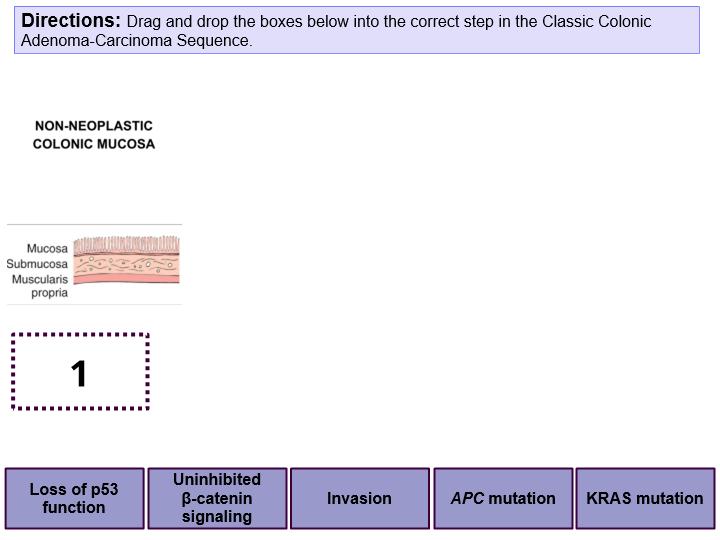 Directions: Drag and drop the boxes below into the correct step in the Classic Colonic
Adenoma-Carcinoma Sequence.
NON-NEOPLASTIC
COLONIC MUCOSA
Mucosa
Submucosa
Muscularis
propria
1
Loss of p53
function
Uninhibited
β-catenin
signaling
Invasion
APC mutation
KRAS mutation